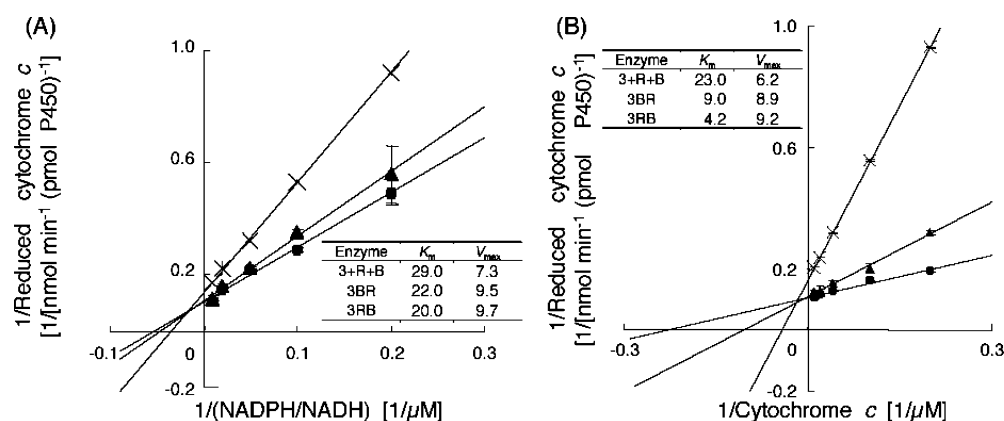 (A)
1/Reduced cytochrome c
[1/[nmol min-1 (pmol P450)-1]
1.0
0.6
0.2
0
-0.2
-0.1
0.1
0.2
0.3
1/(NADPH/NADH) [1/µM]
Enzyme Km Vmax
3+R+B 29.0 7.3
3BR 22.0 9.5
3RB 20.0 9.7
(B)
1/Reduced cytochrome c
[1/[nmol min-1 (pmol P450)-1]
1.0
0.6
0.2
0
-0.2
-0.3
0.3
1/Cytochrome c [1/µM]
Enzyme Km Vmax
3+R+B 23.0 6.2
3BR 9.0 8.9
3RB 4.2 9.2